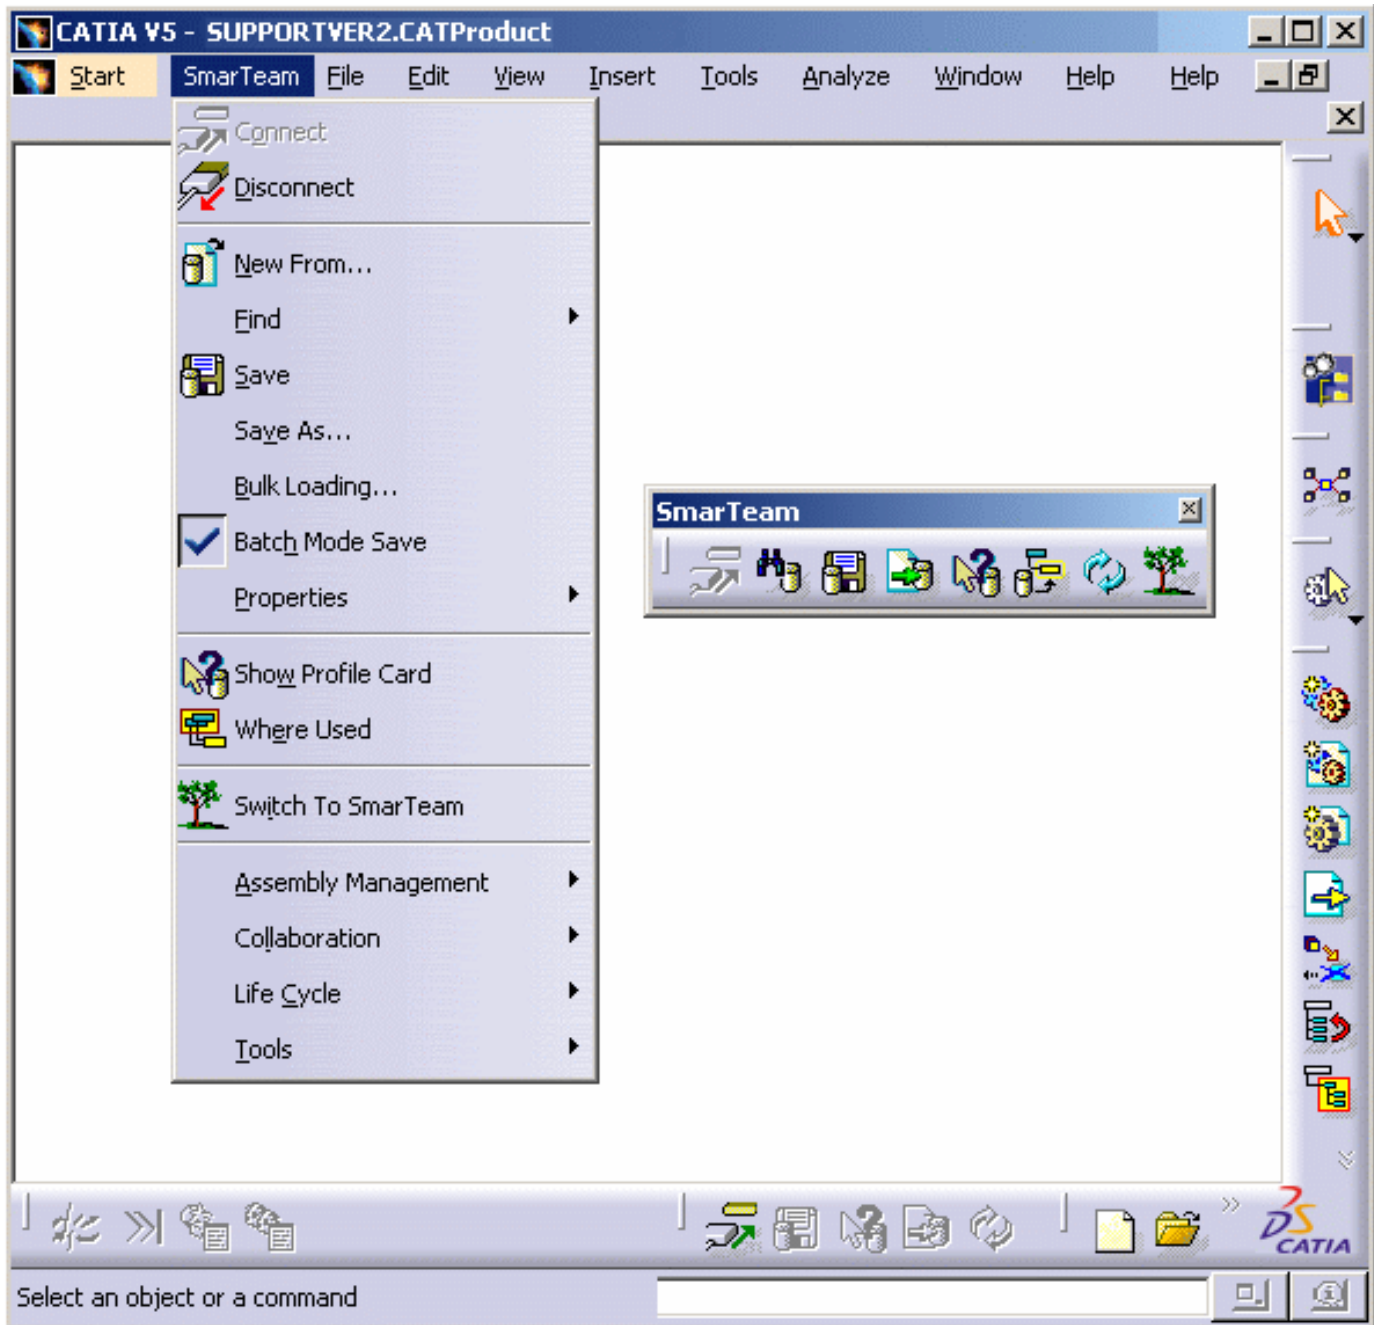 CATIA V5 - SUPPORTVER2.CATProduct
Start SmarTeam File Edit View Insert Tools Analyze Window Help Help
Connect
Disconnect
New From...
Find
Save
Save As...
Bulk Loading...
Batch Mode Save
Properties
Show Profile Card
Where Used
Switch To SmarTeam
Assembly Management
Collaboration
Life Cycle
Tools
SmarTeam
DS CATIA
Select an object or a command